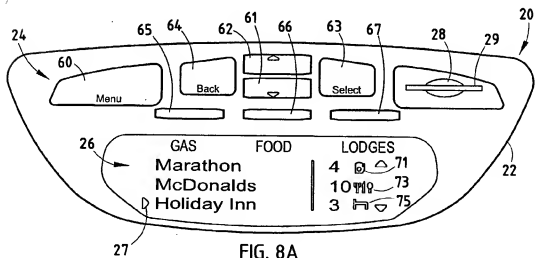 65 64 62 61 66 63 67 28 29 20
24 60
Menu Back Select
22
26 GAS FOOD LODGES
Marathon 4 71
McDonalds 10 73
Holiday Inn 3 75
27
FIG. 8A